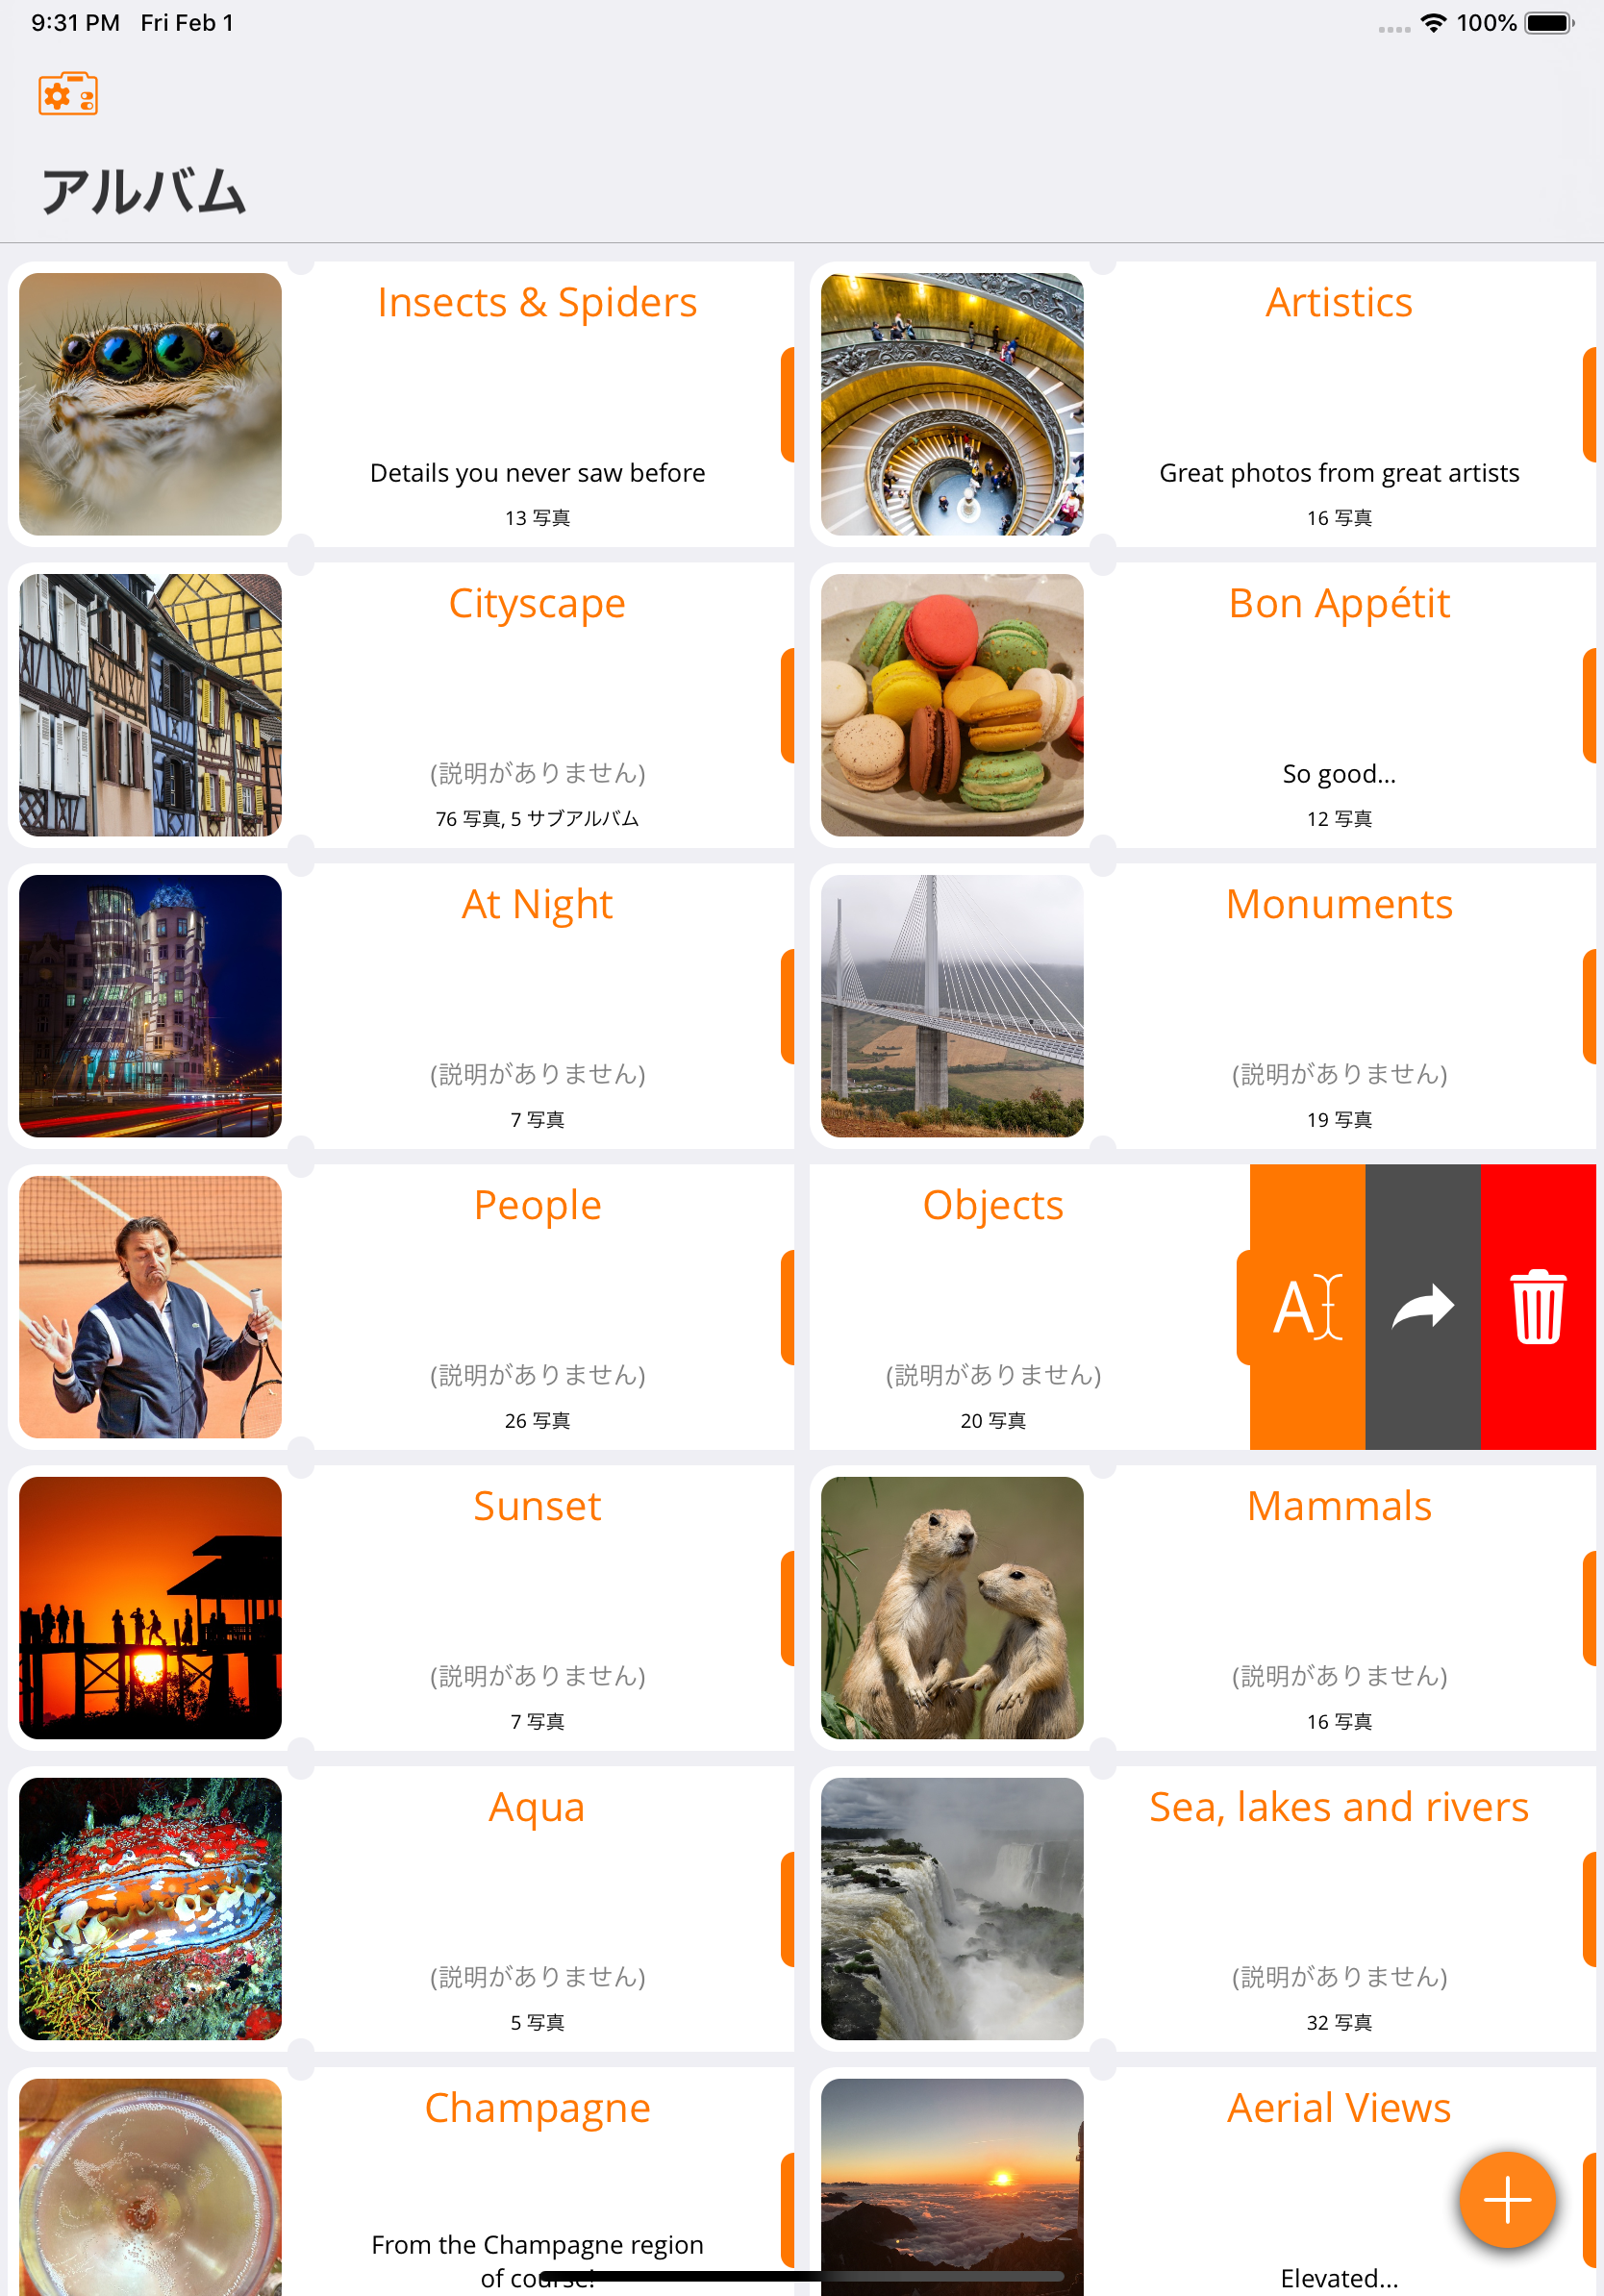 9:31 PM Fri Feb 1
100%
アルバム
Insects & Spiders
Details you never saw before
13 写真
Artistics
Great photos from great artists
16 写真
Cityscape
(説明がありません)
76 写真, 5 サブアルバム
Bon Appétit
So good...
12 写真
At Night
(説明がありません)
7 写真
Monuments
(説明がありません)
19 写真
People
(説明がありません)
26 写真
Objects
(説明がありません)
20 写真
A
Sunset
(説明がありません)
7 写真
Mammals
(説明がありません)
16 写真
Aqua
(説明がありません)
5 写真
Sea, lakes and rivers
(説明がありません)
32 写真
Champagne
From the Champagne region
of course!
Aerial Views
Elevated...